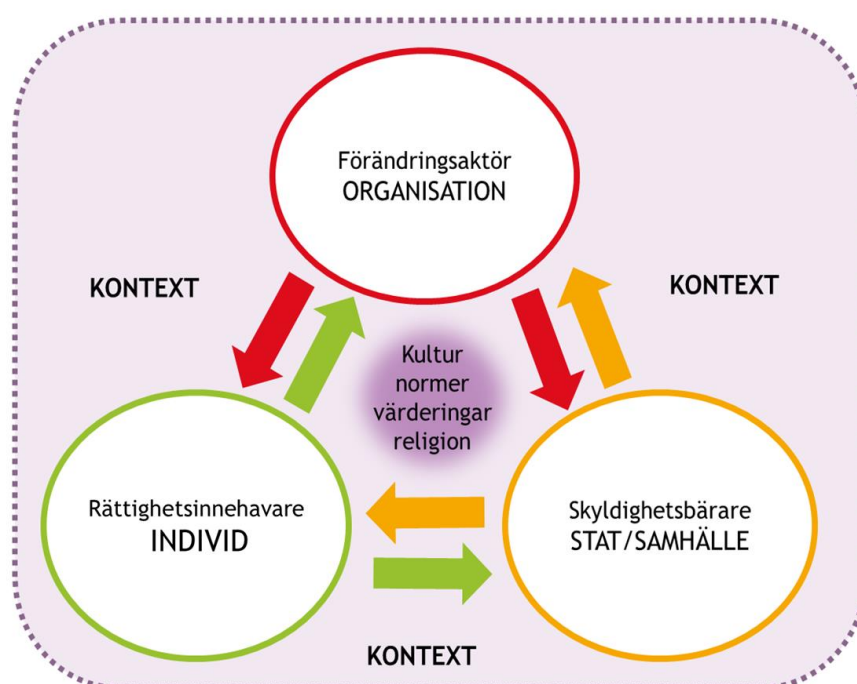 Förändringsaktör
ORGANISATION
KONTEXT
KONTEXT
Kultur
normer
värderingar
religion
Rättighetsinnehavare
INDIVID
Skyldighetsbärare
STAT/SAMHÄLLE
KONTEXT